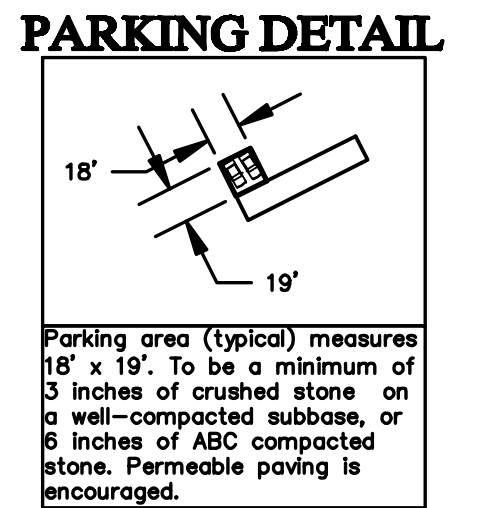 PARKING DETAIL
18'
19'
Parking area (typical) measures
18' x 19'. To be a minimum of
3 inches of crushed stone on
a well-compacted subbase, or
6 inches of ABC compacted
stone. Permeable paving is
encouraged.